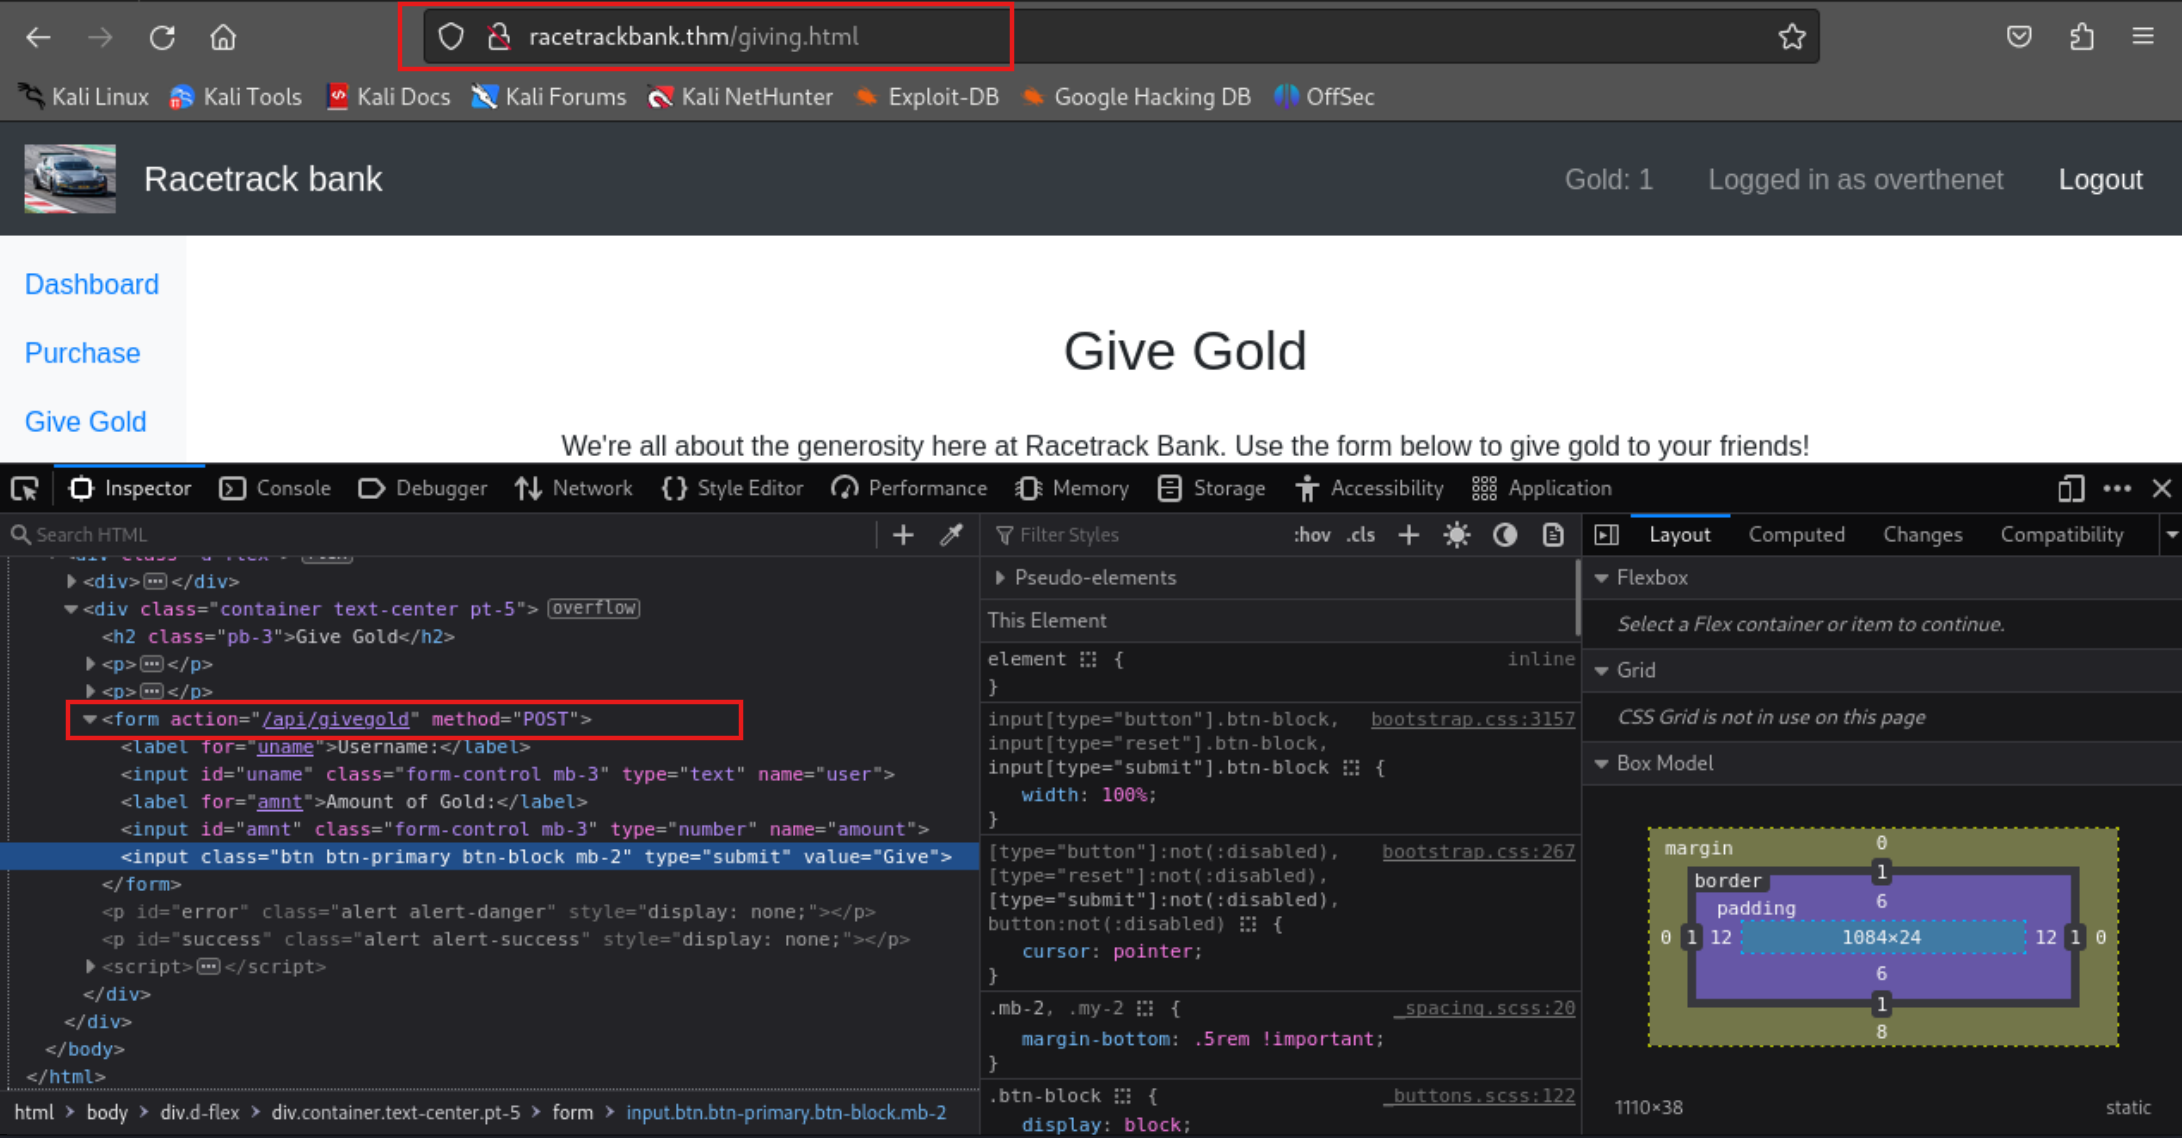 racetrackbank.thm/giving.html
Kali Linux Kali Tools Kali Docs Kali Forums Kali NetHunter Exploit-DB Google Hacking DB OffSec
Racetrack bank Gold: 1 Logged in as overthenet Logout
Dashboard
Purchase
Give Gold
Give Gold
We're all about the generosity here at Racetrack Bank. Use the form below to give gold to your friends!
Inspector Console Debugger Network Style Editor Performance Memory Storage Accessibility Application
Search HTML
<div></div>
<div class="container text-center pt-5"> overflow
<h2 class="pb-3">Give Gold</h2>
<p></p>
<p></p>
<form action="/api/givegold" method="POST">
<label for="uname">Username:</label>
<input id="uname" class="form-control mb-3" type="text" name="user">
<label for="amnt">Amount of Gold:</label>
<input id="amnt" class="form-control mb-3" type="number" name="amount">
<input class="btn btn-primary btn-block mb-2" type="submit" value="Give">
</form>
<p id="error" class="alert alert-danger" style="display: none;"></p>
<p id="success" class="alert alert-success" style="display: none;"></p>
<script></script>
</div>
</div>
</body>
</html>
html > body > div.d-flex > div.container.text-center.pt-5 > form > input.btn.btn-primary.btn-block.mb-2
Filter Styles :hov .cls
Pseudo-elements
This Element
element { inline
}
input[type="button"].btn-block, bootstrap.css:3157
input[type="reset"].btn-block,
input[type="submit"].btn-block {
width: 100%;
}
[type="button"]:not(:disabled), bootstrap.css:267
[type="reset"]:not(:disabled),
[type="submit"]:not(:disabled),
button:not(:disabled) {
cursor: pointer;
}
.mb-2, .my-2 { _spacing.scss:20
margin-bottom: .5rem !important;
}
.btn-block { _buttons.scss:122
display: block;
Layout Computed Changes Compatibility
Flexbox
Select a Flex container or item to continue.
Grid
CSS Grid is not in use on this page
Box Model
margin 0
border 1
padding 6
0 1 12 1084×24 12 1 0
6
1
8
1110×38 static